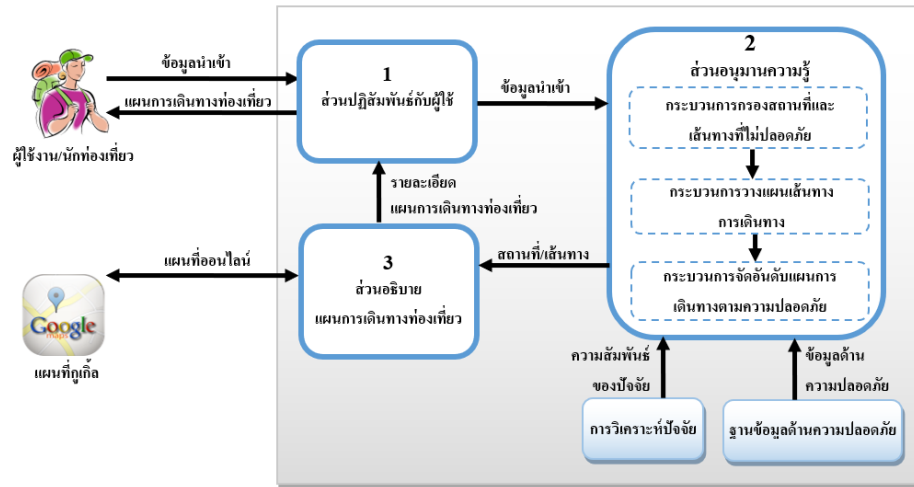 ข้อมูลนำเข้า
แผนการเดินทางท่องเที่ยว
ผู้ใช้งาน/นักท่องเที่ยว
1
ส่วนปฏิสัมพันธ์กับผู้ใช้
ข้อมูลนำเข้า
2
ส่วนอนุมานความรู้
กระบวนการกรองสถานที่และ
เส้นทางที่ไม่ปลอดภัย
กระบวนการวางแผนเส้นทาง
การเดินทาง
กระบวนการจัดอันดับแผนการ
เดินทางตามความปลอดภัย
รายละเอียด
แผนการเดินทางท่องเที่ยว
แผนที่ออนไลน์
Google
maps
แผนที่กูเกิ้ล
3
ส่วนอธิบาย
แผนการเดินทางท่องเที่ยว
สถานที่/เส้นทาง
ความสัมพันธ์
ของปัจจัย
ข้อมูลด้าน
ความปลอดภัย
การวิเคราะห์ปัจจัย
ฐานข้อมูลด้านความปลอดภัย